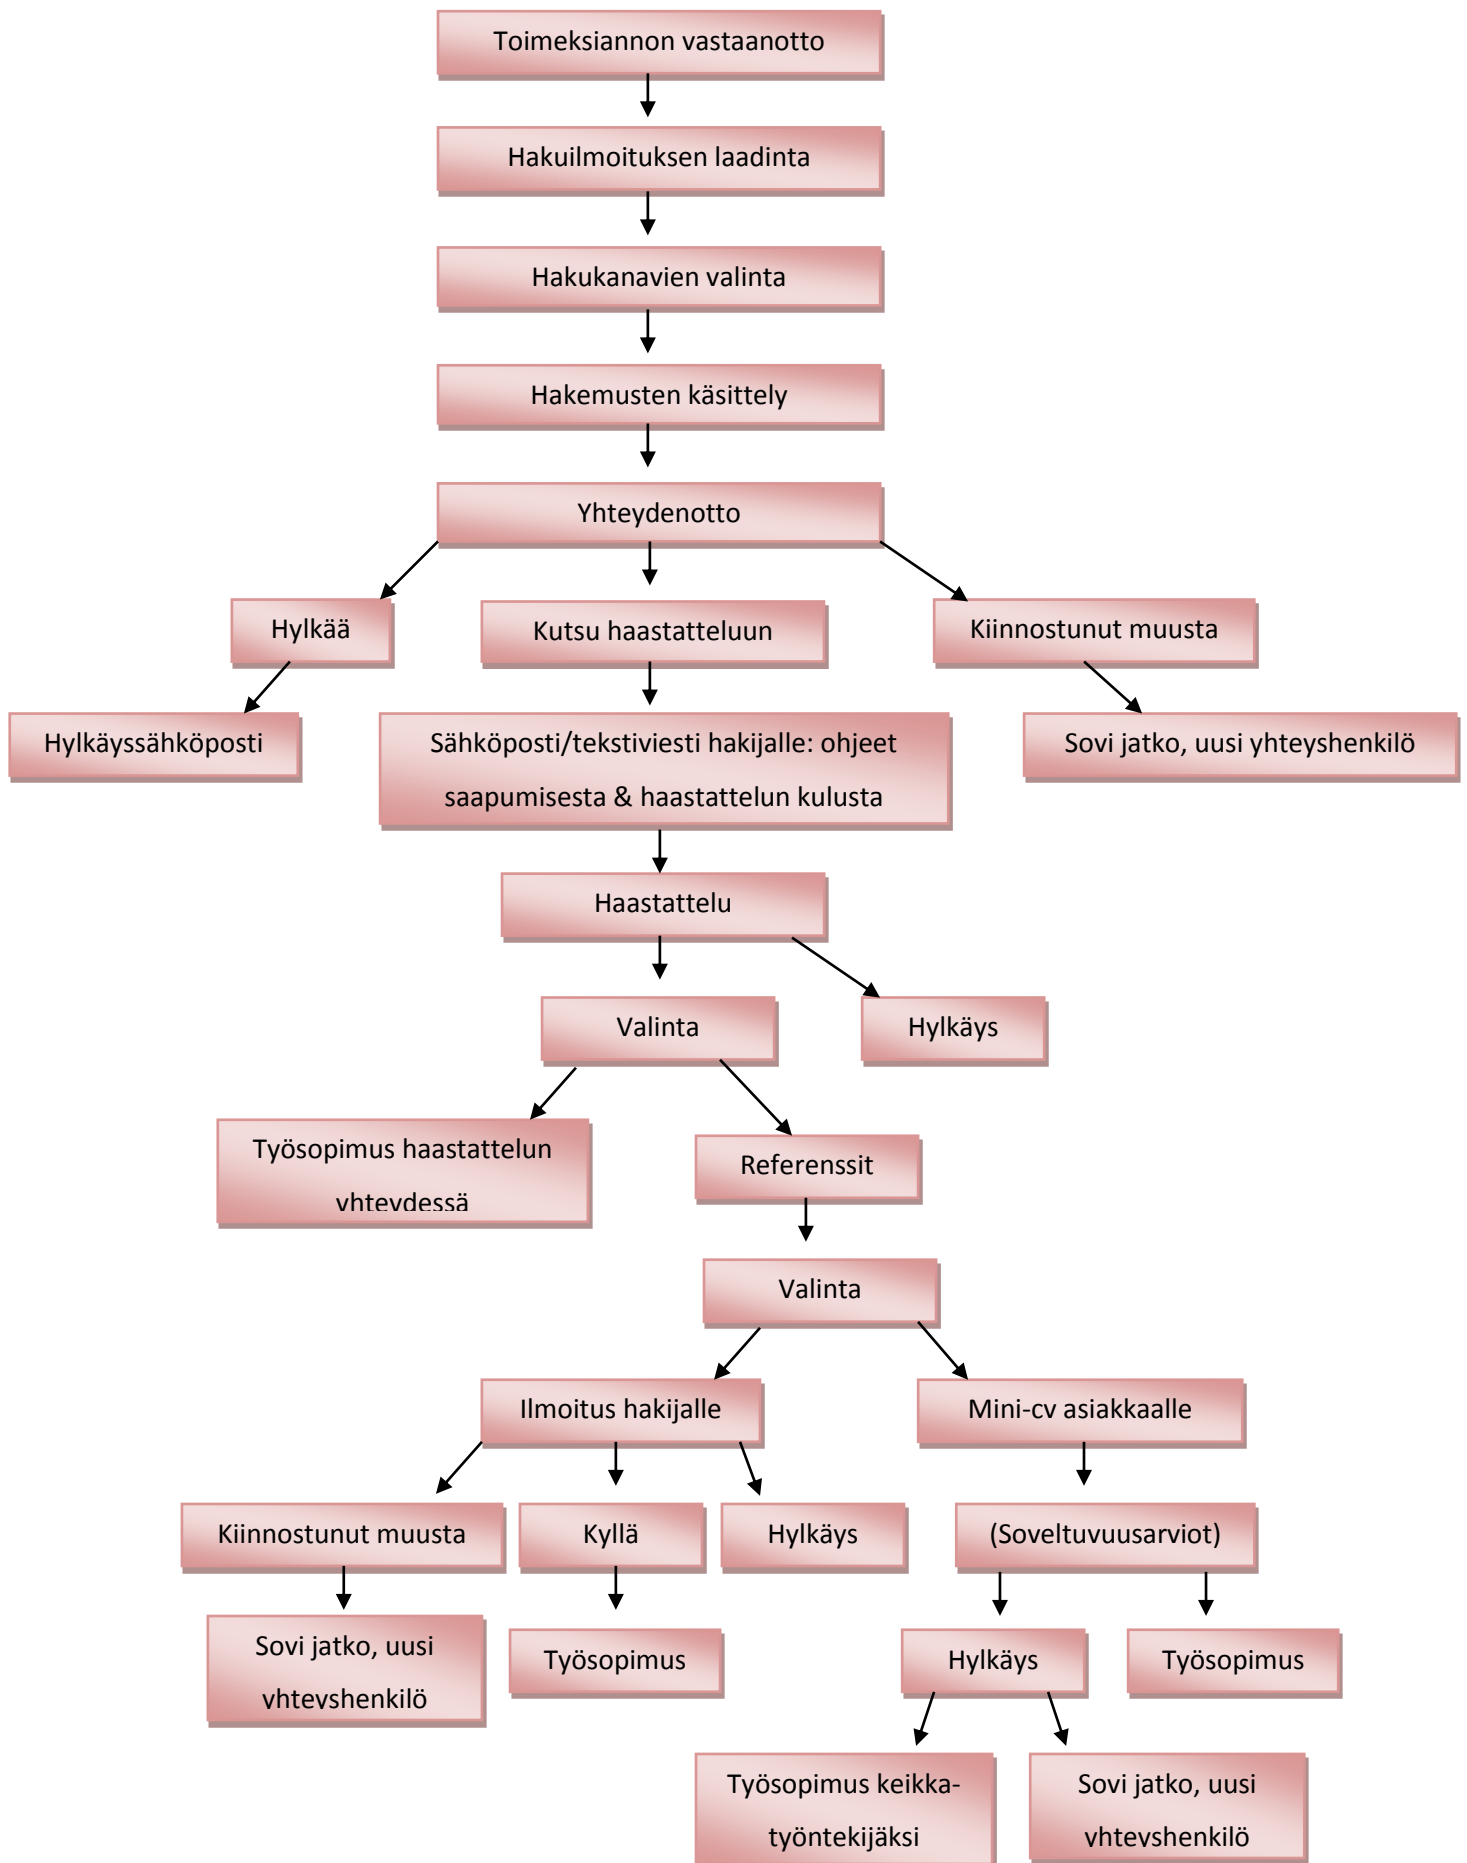 Toimeksiannon vastaanotto
Hakuilmoituksen laadinta
Hakukanavien valinta
Hakemusten käsittely
Yhteydenotto
Hylkää
Kutsu haastatteluun
Kiinnostunut muusta
Hylkäyssähköposti
Sähköposti/tekstiviesti hakijalle: ohjeet
saapumisesta & haastattelun kulusta
Sovi jatko, uusi yhteyshenkilö
Haastattelu
Valinta
Hylkäys
Työsopimus haastattelun
yhteydessä
Referenssit
Valinta
Ilmoitus hakijalle
Mini-cv asiakkaalle
Kiinnostunut muusta
Kyllä
Hylkäys
(Soveltuvuusarviot)
Sovi jatko, uusi
yhteyshenkilö
Työsopimus
Hylkäys
Työsopimus
Työsopimus keikka-
työntekijäksi
Sovi jatko, uusi
yhteyshenkilö